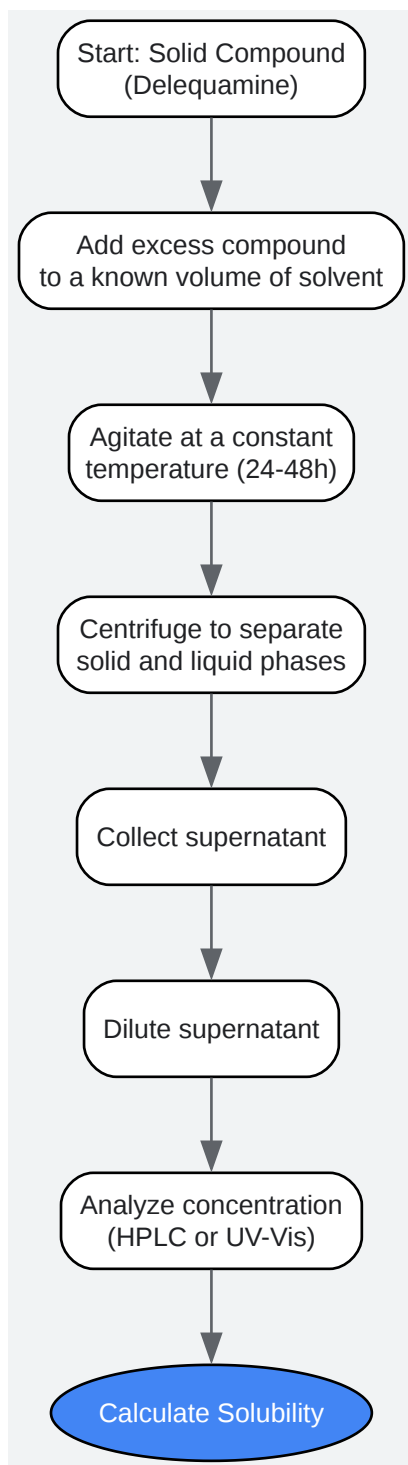 Start: Solid Compound
(Delequamine)
Add excess compound
to a known volume of solvent
Agitate at a constant
temperature (24-48h)
Centrifuge to separate
solid and liquid phases
Collect supernatant
Dilute supernatant
Analyze concentration
(HPLC or UV-Vis)
Calculate Solubility